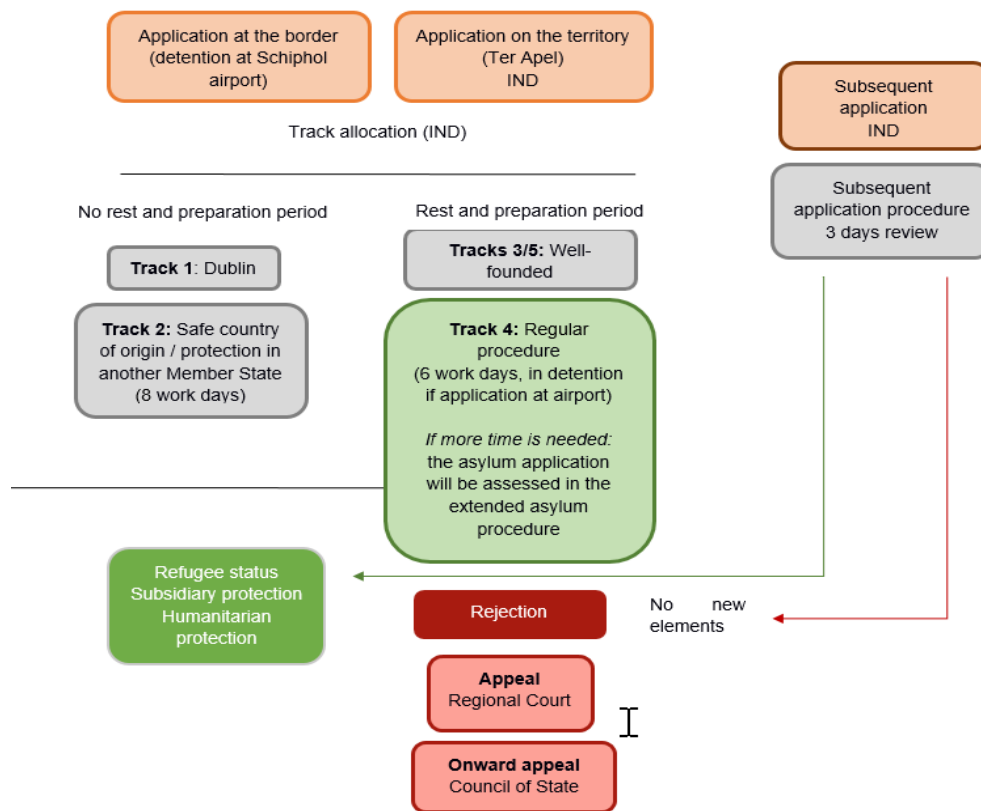 Application at the border
(detention at Schiphol
airport)
Application on the territory
(Ter Apel)
IND
Subsequent
application
IND
Track allocation (IND)
Subsequent
application procedure
3 days review
No rest and preparation period
Rest and preparation period
Track 1: Dublin
Tracks 3/5: Well-
founded
Track 2: Safe country
of origin / protection in
another Member State
(8 work days)
Track 4: Regular
procedure
(6 work days, in detention
if application at airport)
If more time is needed:
the asylum application
will be assessed in the
extended asylum
procedure
Refugee status
Subsidiary protection
Humanitarian
protection
Rejection
No new
elements
Appeal
Regional Court
Onward appeal
Council of State